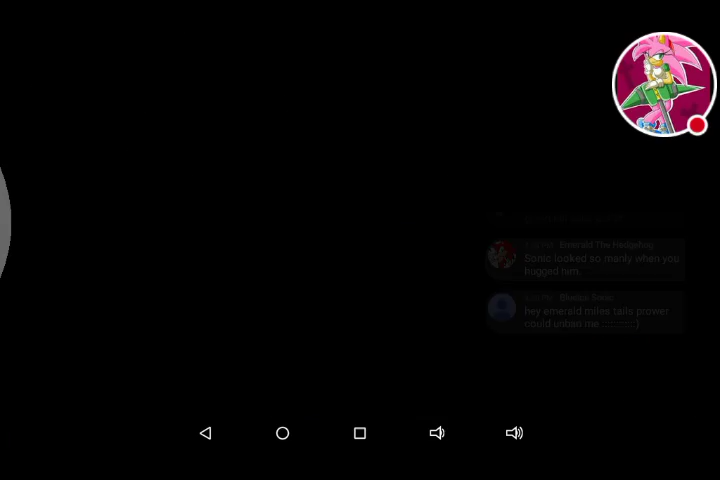 Emerald The Hedgehog
Sonic looked so manly when you
hugged him.
Sonic
hey emerald miles tails prower
could unban me ::::::::::::)